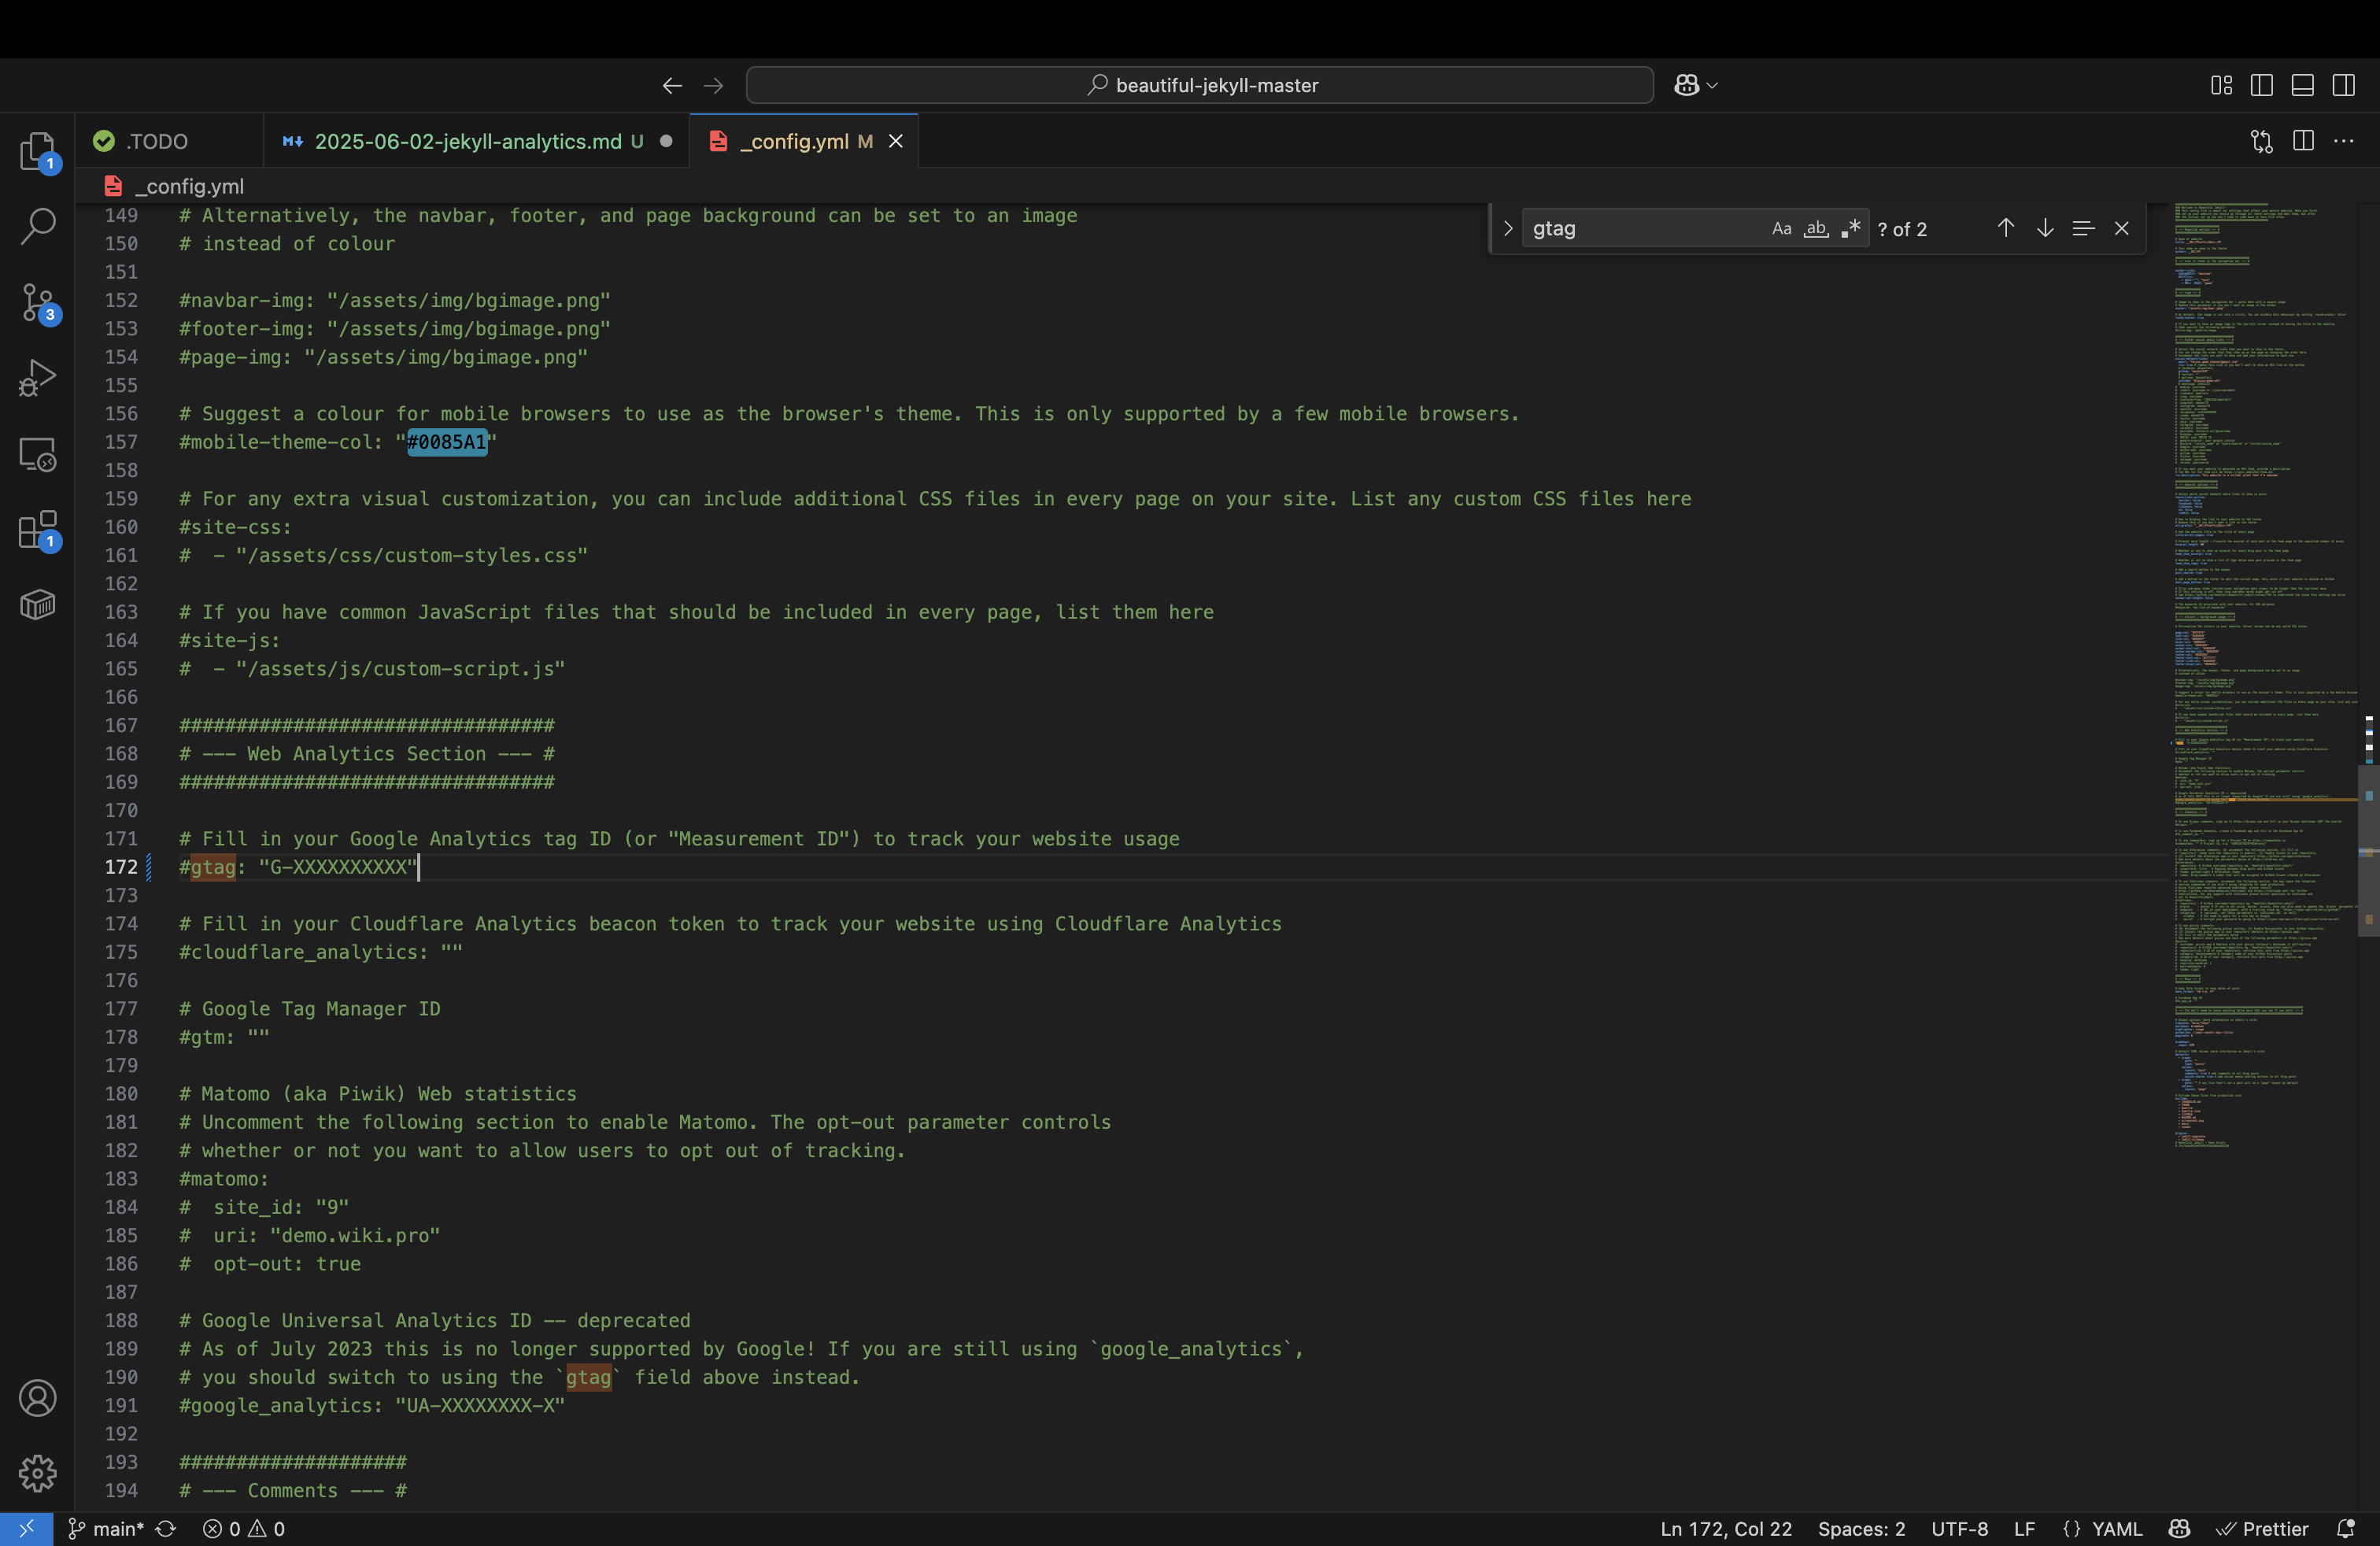 beautiful-jekyll-master
.TODO
2025-06-02-jekyll-analytics.md U
_config.yml M
1
_config.yml
149 # Alternatively, the navbar, footer, and page background can be set to an image
gtag
Aa ab .* ? of 2
150 # instead of colour
151
152 #navbar-img: "/assets/img/bgimage.png"
3
153 #footer-img: "/assets/img/bgimage.png"
154 #page-img: "/assets/img/bgimage.png"
155
156 # Suggest a colour for mobile browsers to use as the browser's theme. This is only supported by a few mobile browsers.
157 #mobile-theme-col: "#0085A1"
158
159 # For any extra visual customization, you can include additional CSS files in every page on your site. List any custom CSS files here
160 #site-css:
1
161 #  - "/assets/css/custom-styles.css"
162
163 # If you have common JavaScript files that should be included in every page, list them here
164 #site-js:
165 #  - "/assets/js/custom-script.js"
166
167 #################################
168 # --- Web Analytics Section --- #
169 #################################
170
171 # Fill in your Google Analytics tag ID (or "Measurement ID") to track your website usage
172 #gtag: "G-XXXXXXXXXX"
173
174 # Fill in your Cloudflare Analytics beacon token to track your website using Cloudflare Analytics
175 #cloudflare_analytics: ""
176
177 # Google Tag Manager ID
178 #gtm: ""
179
180 # Matomo (aka Piwik) Web statistics
181 # Uncomment the following section to enable Matomo. The opt-out parameter controls
182 # whether or not you want to allow users to opt out of tracking.
183 #matomo:
184 #  site_id: "9"
185 #  uri: "demo.wiki.pro"
186 #  opt-out: true
187
188 # Google Universal Analytics ID -- deprecated
189 # As of July 2023 this is no longer supported by Google! If you are still using `google_analytics`,
190 # you should switch to using the `gtag` field above instead.
191 #google_analytics: "UA-XXXXXXXX-X"
192
193 ####################
194 # --- Comments --- #
main* 0 0 Ln 172, Col 22 Spaces: 2 UTF-8 LF {} YAML Prettier